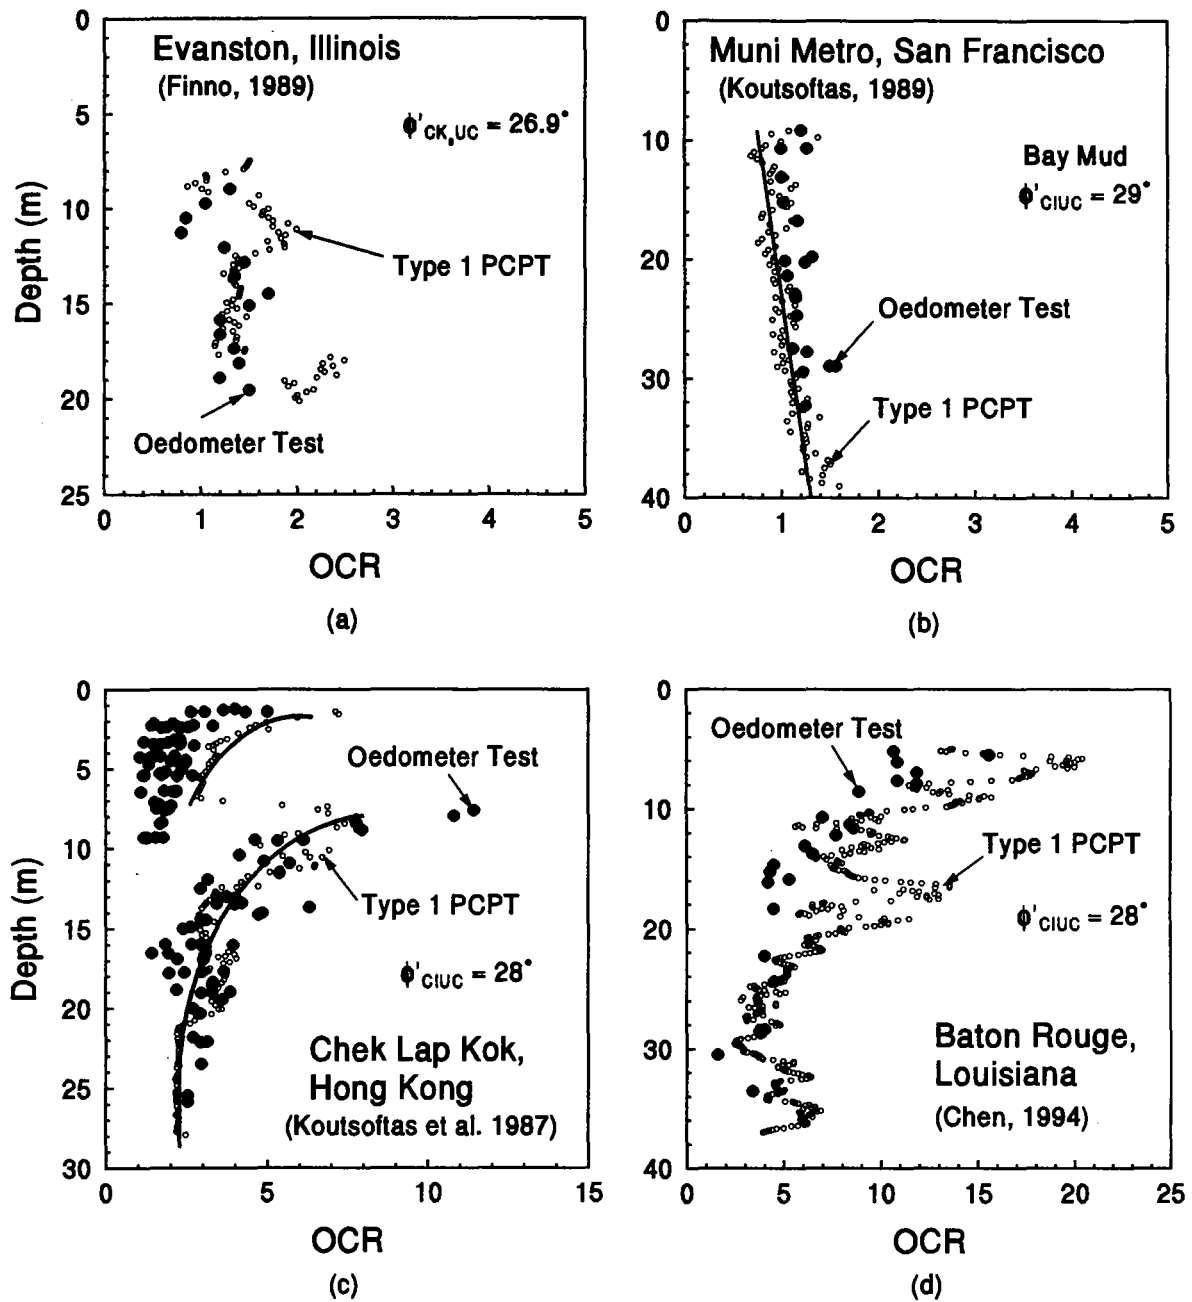 Evanston, Illinois
(Finno, 1989)
ϕ'CK₀UC = 26.9°
Type 1 PCPT
Oedometer Test
0
5
10
15
20
25
Depth (m)
0 1 2 3 4 5
OCR
(a)
Muni Metro, San Francisco
(Koutsoftas, 1989)
Bay Mud
ϕ'CIUC = 29°
Oedometer Test
Type 1 PCPT
0
10
20
30
40
0 1 2 3 4 5
OCR
(b)
Oedometer Test
Type 1 PCPT
ϕ'CIUC = 28°
Chek Lap Kok,
Hong Kong
(Koutsoftas et al. 1987)
0
5
10
15
20
25
30
Depth (m)
0 5 10 15
OCR
(c)
Oedometer Test
Type 1 PCPT
ϕ'CIUC = 28°
Baton Rouge,
Louisiana
(Chen, 1994)
0
10
20
30
40
0 5 10 15 20 25
OCR
(d)